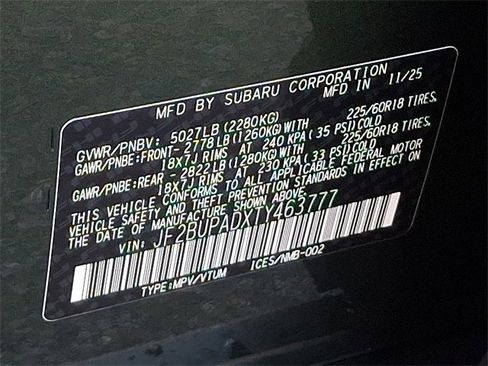 MFD BY SUBARU CORPORATION
MFD IN 11/25
GVWR/PNBV: 5027LB (2280KG)
GAWR/PNBE:FRONT- 2778LB (1260KG)WITH 225/60R18 TIRES,
18X7J RIMS AT 240 KPA(35 PSI)COLD
GAWR/PNBE:REAR - 2822LB (1280KG)WITH 225/60R18 TIRES,
18X7J RIMS AT 230 KPA(33 PSI)COLD
THIS VEHICLE CONFORMS TO ALL APPLICABLE FEDERAL MOTOR
VEHICLE SAFETY AND THEFT PREVENTION STANDARDS IN EFFECT ON
THE DATE OF MANUFACTURE SHOWN ABOVE.
VIN: JF2BUPADXTY463777
TYPE:MPV/VTUM ICES/NMB-002